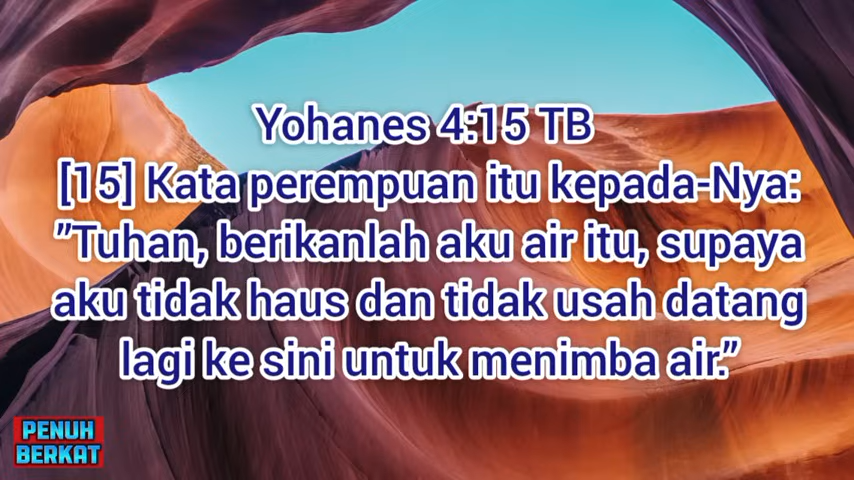 Yohanes 4:15 TB
[15] Kata perempuan itu kepada-Nya:
"Tuhan, berikanlah aku air itu, supaya
aku tidak haus dan tidak usah datang
lagi ke sini untuk menimba air."
PENUH
BERKAT